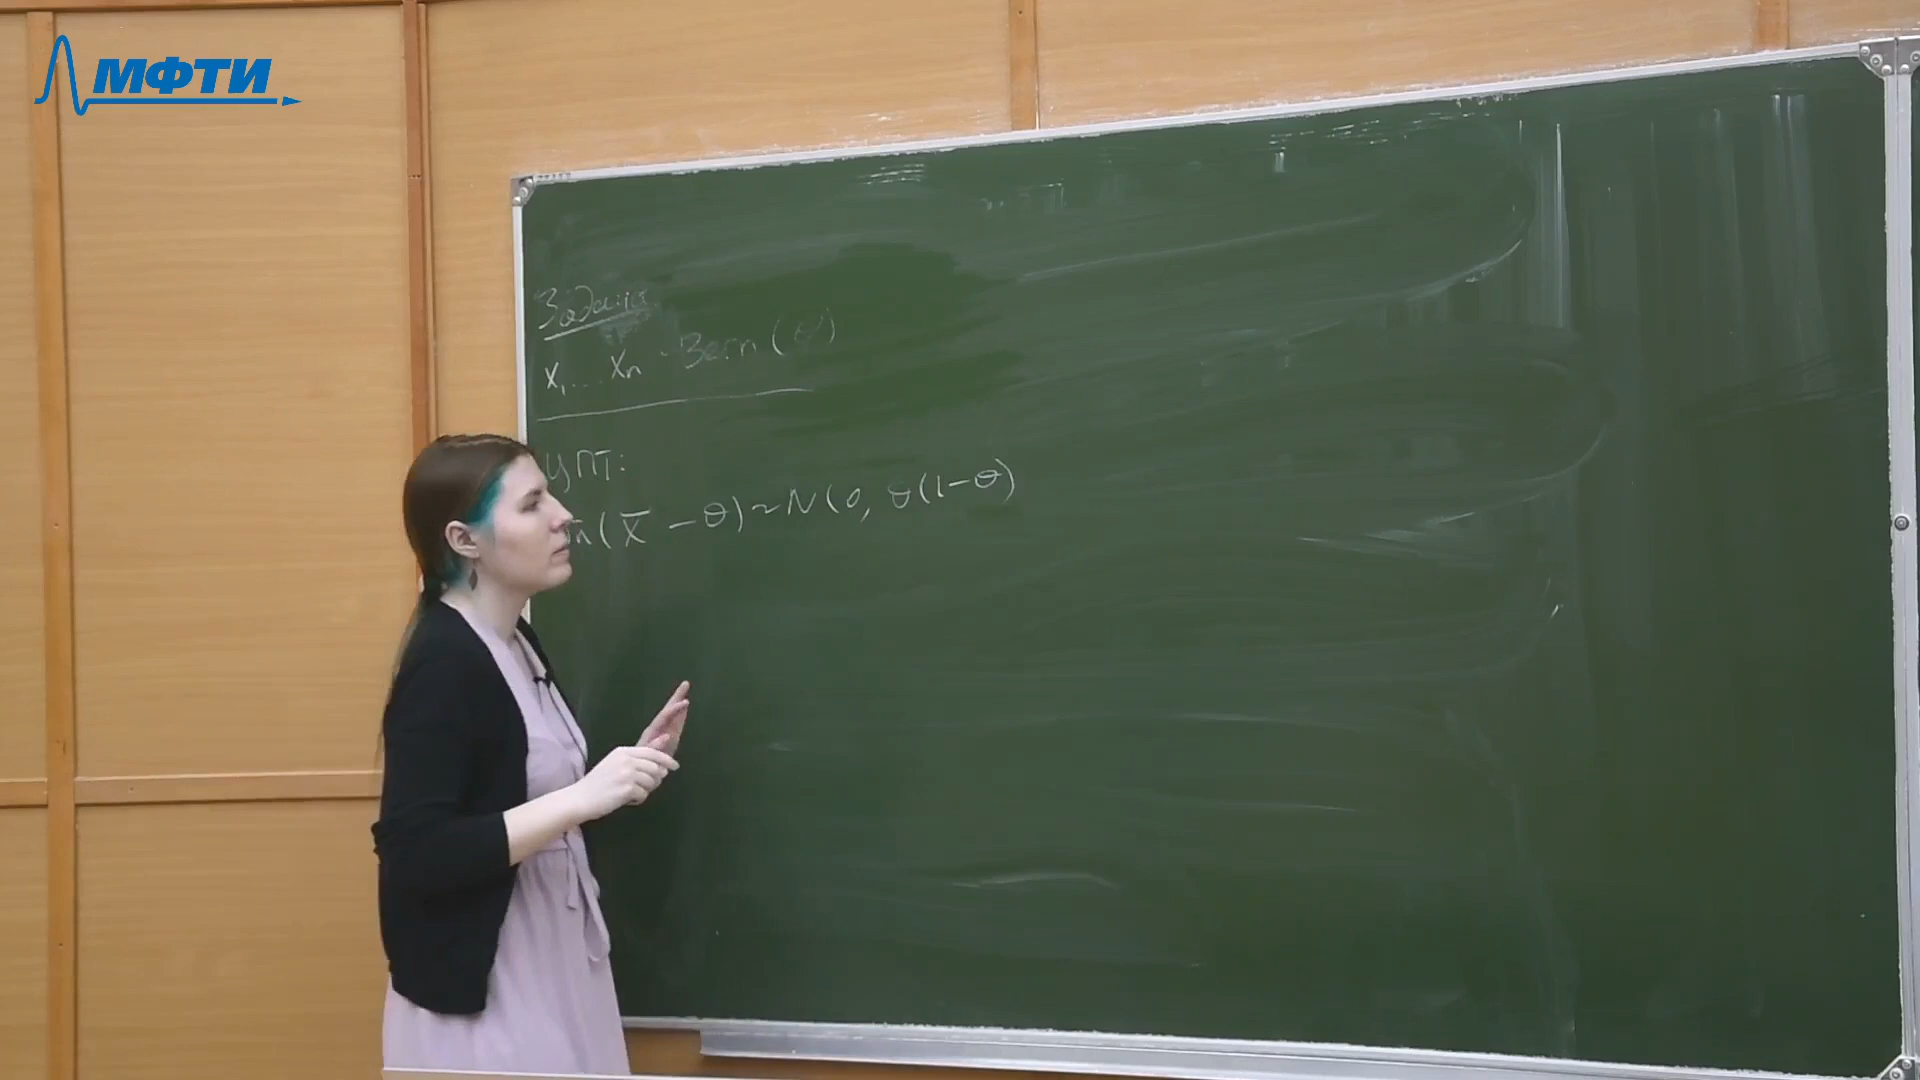 МФТИ
Задача
X₁...Xₙ ~ Bern(θ)
ЦПТ:
n(X̄ - θ) ~ N(0, θ(1-θ)